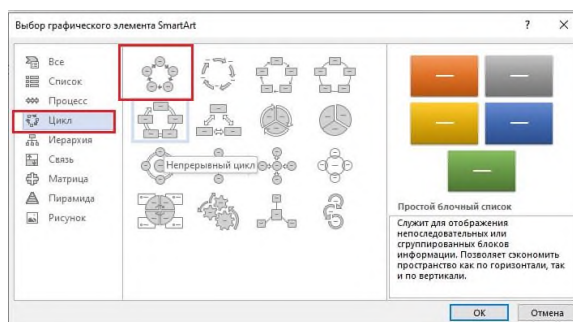 Выбор графического элемента SmartArt
Все
Список
Процесс
Цикл
Иерархия
Связь
Матрица
Пирамида
Рисунок
Непрерывный цикл
Простой блочный список
Служит для отображения
непоследовательных или
сгруппированных блоков
информации. Позволяет сэкономить
пространство как по горизонтали, так
и по вертикали.
ОК
Отмена